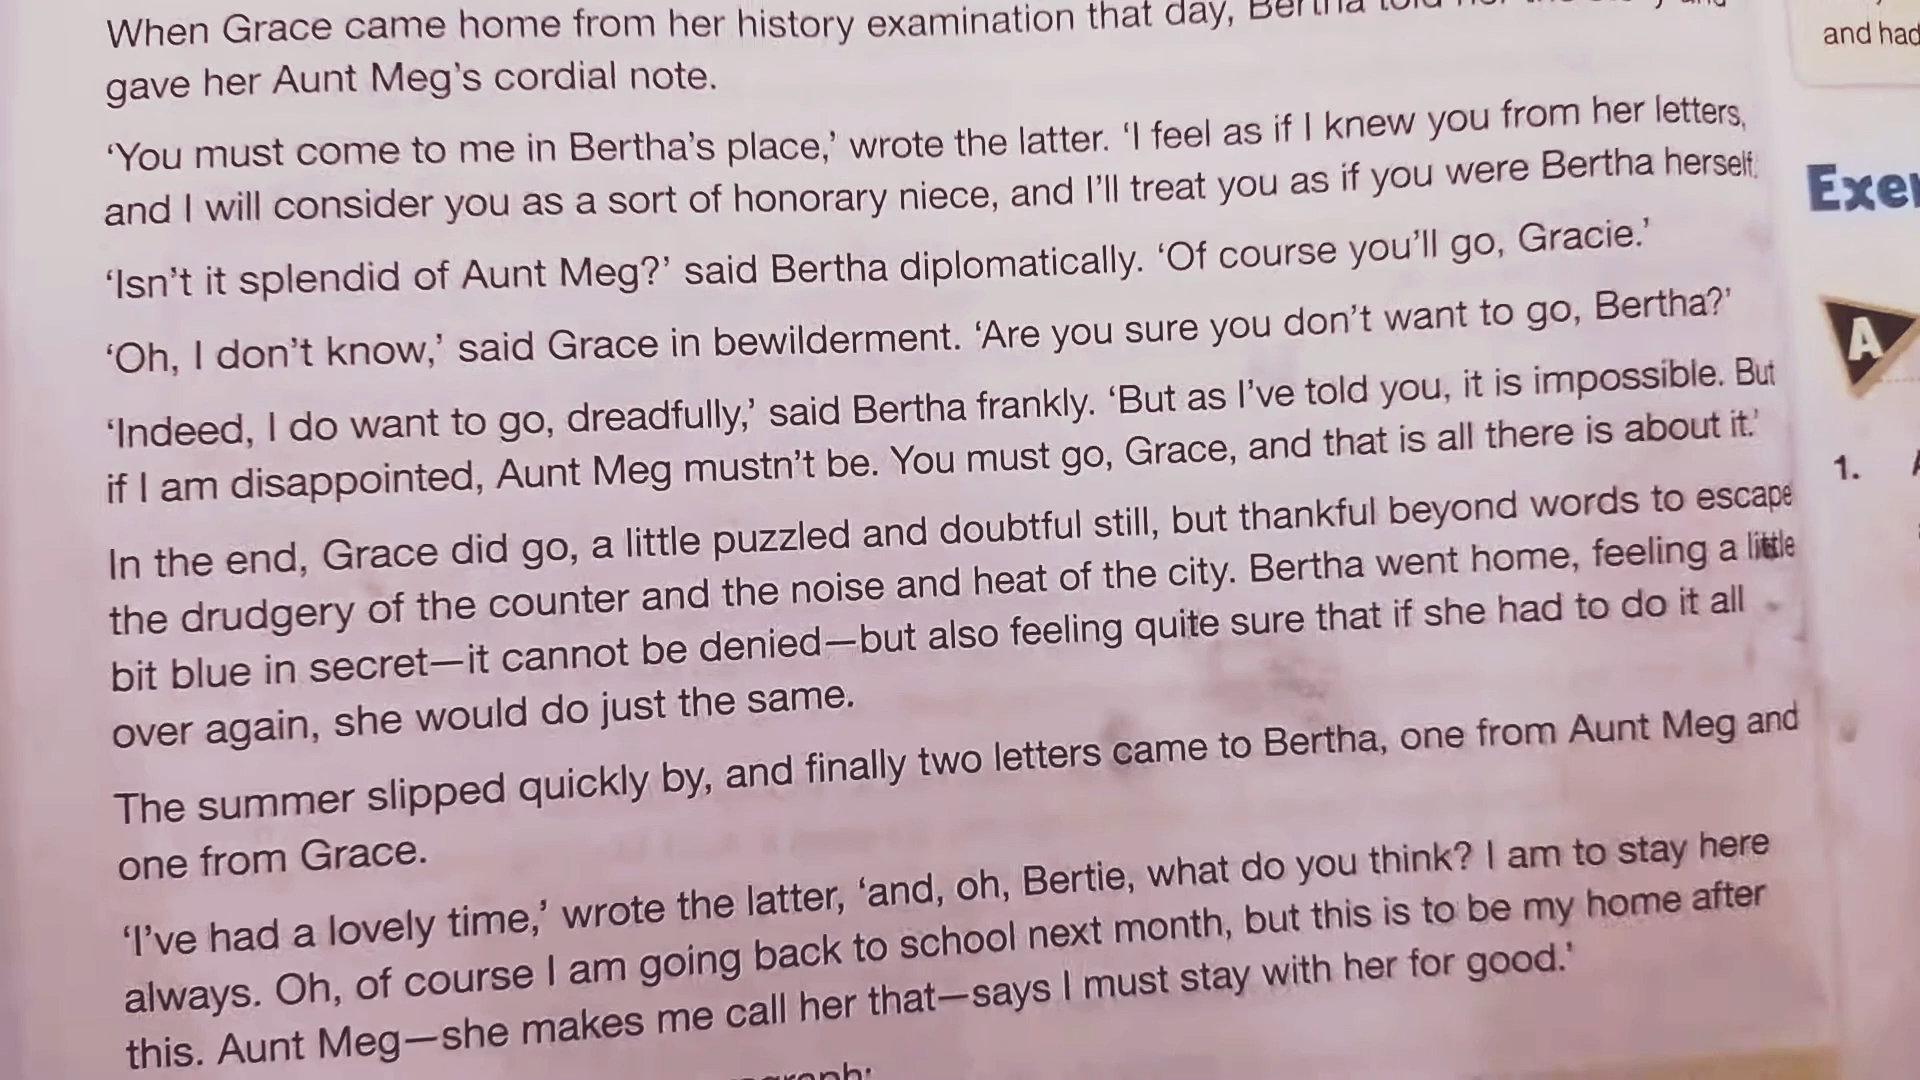 When Grace came home from her history examination that day, Bertha told her
gave her Aunt Meg's cordial note.
‘You must come to me in Bertha's place,’ wrote the latter. ‘I feel as if I knew you from her letters,
and I will consider you as a sort of honorary niece, and I'll treat you as if you were Bertha herself.
‘Isn't it splendid of Aunt Meg?’ said Bertha diplomatically. ‘Of course you'll go, Gracie.’
‘Oh, I don't know,’ said Grace in bewilderment. ‘Are you sure you don't want to go, Bertha?’
‘Indeed, I do want to go, dreadfully,’ said Bertha frankly. ‘But as I've told you, it is impossible. But
if I am disappointed, Aunt Meg mustn't be. You must go, Grace, and that is all there is about it.’
In the end, Grace did go, a little puzzled and doubtful still, but thankful beyond words to escape
the drudgery of the counter and the noise and heat of the city. Bertha went home, feeling a little
bit blue in secret—it cannot be denied—but also feeling quite sure that if she had to do it all
over again, she would do just the same.
The summer slipped quickly by, and finally two letters came to Bertha, one from Aunt Meg and
one from Grace.
‘I've had a lovely time,’ wrote the latter, ‘and, oh, Bertie, what do you think? I am to stay here
always. Oh, of course I am going back to school next month, but this is to be my home after
this. Aunt Meg—she makes me call her that—says I must stay with her for good.’
and had
Exer
A
1.